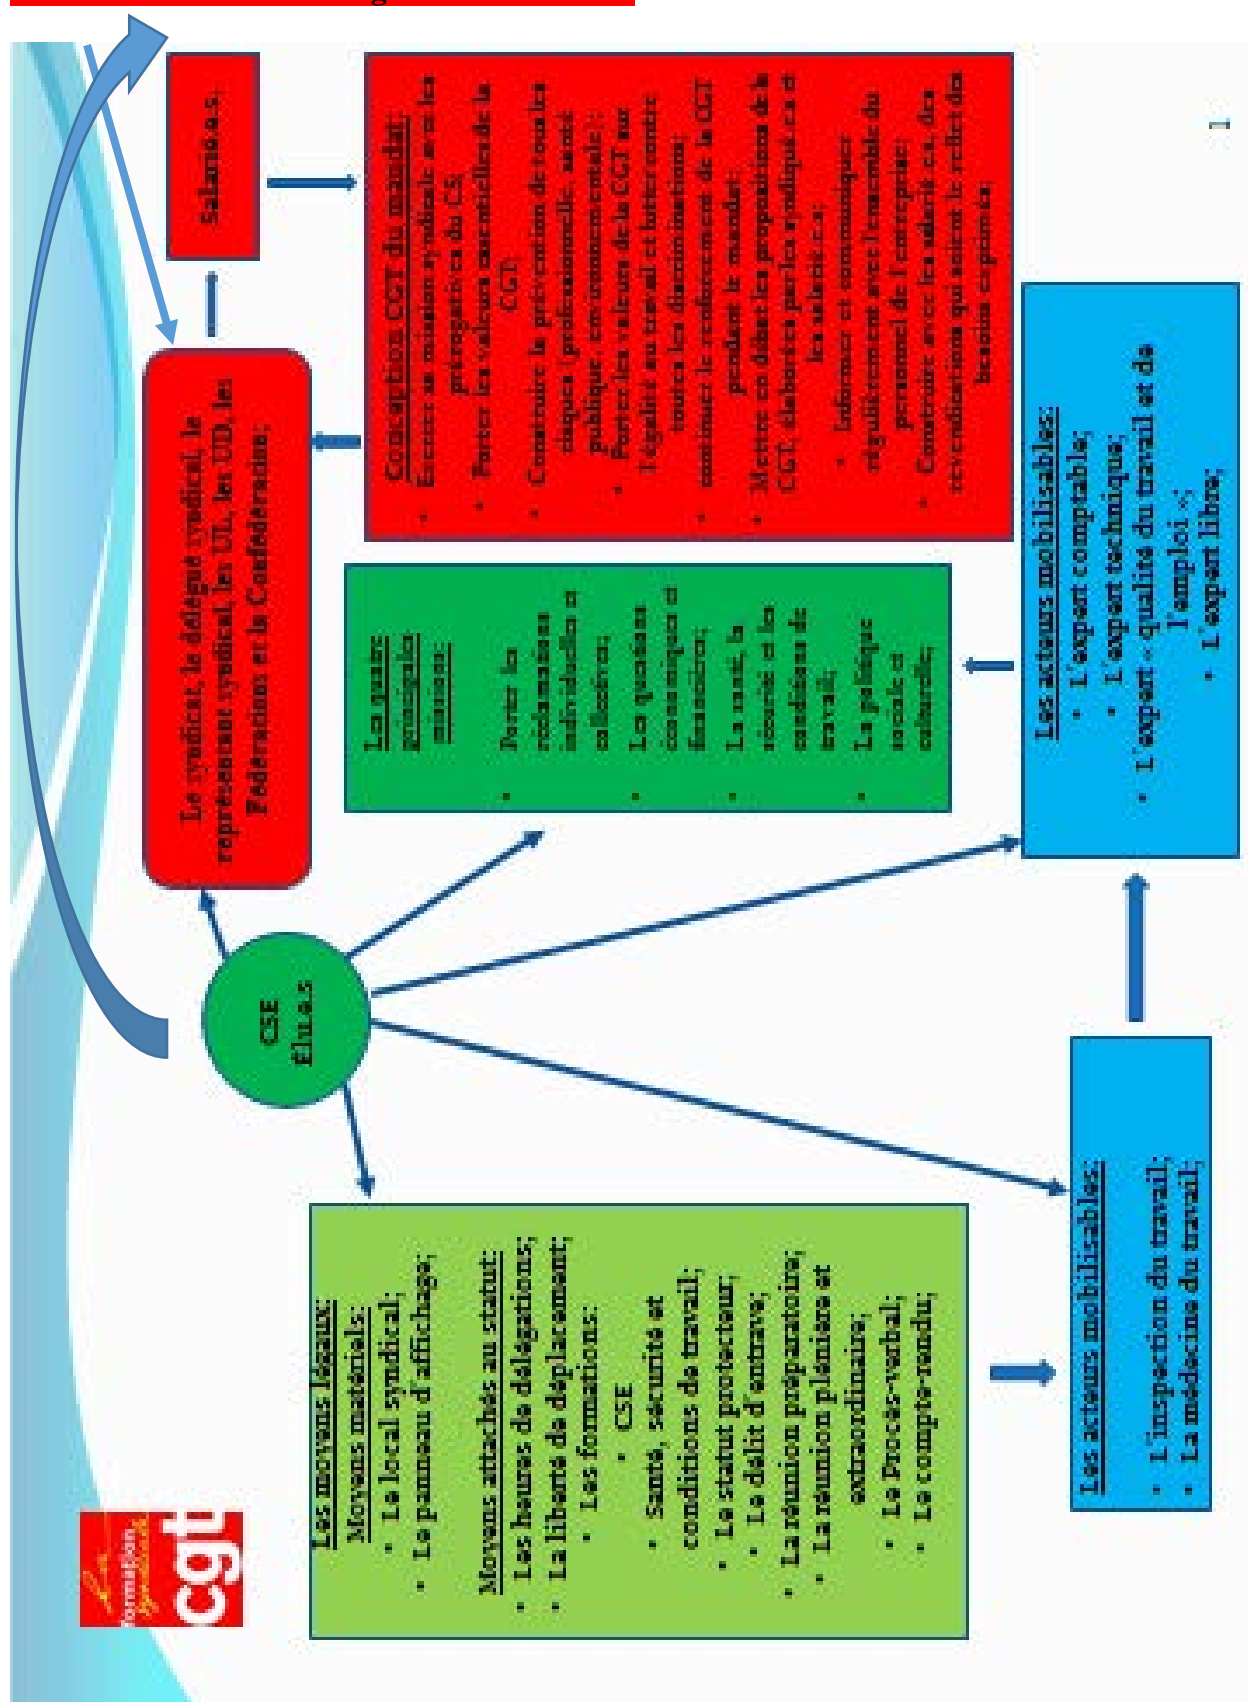 la
formation
syndicale
cgt
Les moyens légaux:
Moyens matériels:
• Le local syndical;
• Le panneau d'affichage;
Moyens attachés au statut:
• Les heures de délégations;
• La liberté de déplacement;
• Les formations:
• CSE
• Santé, sécurité et
conditions de travail;
• Le statut protecteur;
• Le délit d'entrave;
• La réunion préparatoire;
• La réunion plénière et
extraordinaire;
• Le Procès-verbal;
• Le compte-rendu;
Les acteurs mobilisables:
• L'inspection du travail;
• La médecine du travail;
CSE
Élu.e.s
Le syndicat, le délégué syndical, le
représentant syndical, les UL, les UD, les
Fédérations et la Confédération;
Les quatre
principales
missions:
• Porter les
réclamations
individuelles et
collectives;
• Les questions
économiques et
financières;
• La santé, la
sécurité et les
conditions de
travail;
• La politique
sociale et
culturelle;
Les acteurs mobilisables:
• L'expert comptable;
• L'expert technique;
• L'expert « qualité du travail et de
l'emploi »;
• L'expert libre;
Salarié.e.s.
Conception CGT du mandat:
• Exercer sa mission syndicale avec les
prérogatives du CS;
• Porter les valeurs essentielles de la
CGT;
• Construire la prévention de tous les
risques (professionnelle, santé
publique, environnementale);
• Porter les valeurs de la CGT sur
l'égalité au travail et lutter contre
toutes les discriminations;
• continuer le renforcement de la CGT
pendant le mandat;
• Mettre en débat les propositions de la
CGT, élaborées par les syndiqué.e.s et
les salarié.e.s;
• Informer et communiquer
régulièrement avec l'ensemble du
personnel de l'entreprise;
• Construire avec les salarié.es, des
revendications qui soient le reflet des
besoins exprimés;
1